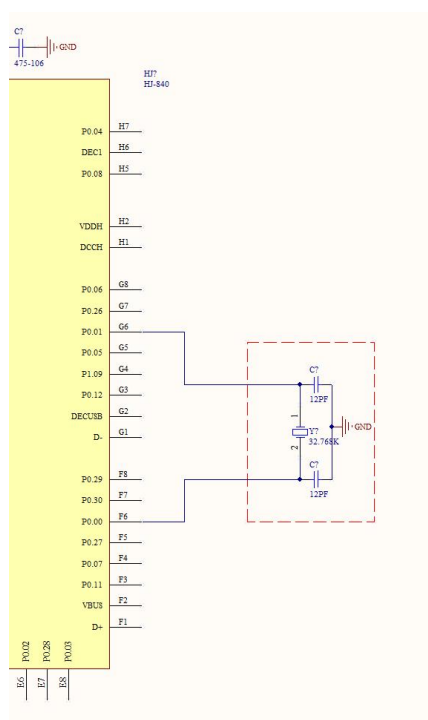 C?
GND
475-106
HJ?
HJ-840
P0.04 H7
DEC1 H6
P0.08 H5
VDDH H2
DCCH H1
P0.06 G8
P0.26 G7
P0.01 G6
P0.05 G5
P1.09 G4
P0.12 G3
DECUSB G2
D- G1
C?
12PF
1
Y?
GND
32.768K
2
C?
12PF
P0.29 F8
P0.30 F7
P0.00 F6
P0.27 F5
P0.07 F4
P0.11 F3
VBUS F2
D+ F1
P0.02
P0.28
P0.03
E6
E7
E8